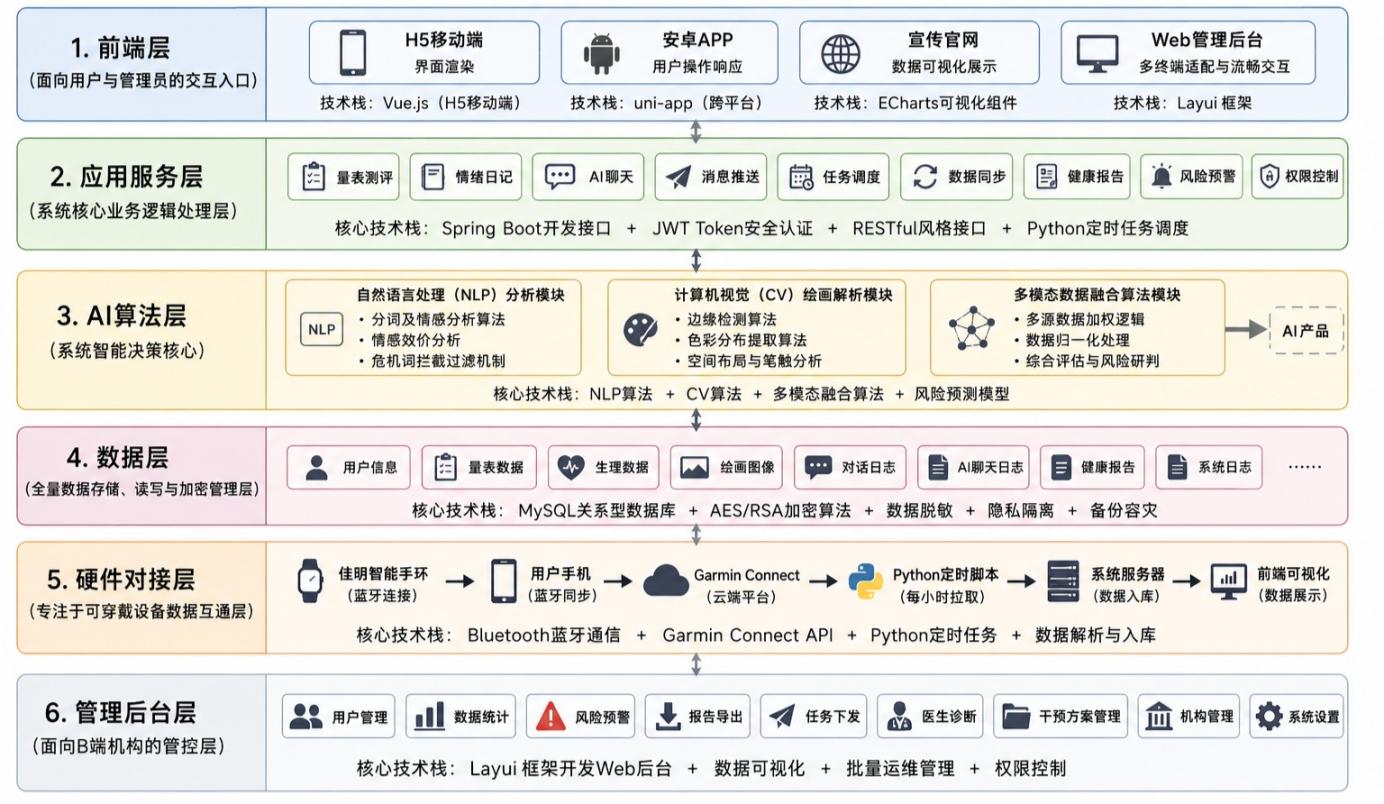 1. 前端层
(面向用户与管理员的交互入口)
H5移动端
界面渲染
安卓APP
用户操作响应
宣传官网
数据可视化展示
Web管理后台
多终端适配与流畅交互
技术栈：Vue.js（H5移动端）
技术栈：uni-app（跨平台）
技术栈：ECharts可视化组件
技术栈：Layui 框架
2. 应用服务层
(系统核心业务逻辑处理层)
量表测评
情绪日记
AI聊天
消息推送
任务调度
数据同步
健康报告
风险预警
权限控制
核心技术栈：Spring Boot开发接口 + JWT Token安全认证 + RESTful风格接口 + Python定时任务调度
3. AI算法层
(系统智能决策核心)
NLP
自然语言处理（NLP）分析模块
• 分词及情感分析算法
• 情感效价分析
• 危机词拦截过滤机制
计算机视觉（CV）绘画解析模块
• 边缘检测算法
• 色彩分布提取算法
• 空间布局与笔触分析
多模态数据融合算法模块
• 多源数据加权逻辑
• 数据归一化处理
• 综合评估与风险研判
AI产品
核心技术栈：NLP算法 + CV算法 + 多模态融合算法 + 风险预测模型
4. 数据层
(全量数据存储、读写与加密管理层)
用户信息
量表数据
生理数据
绘画图像
对话日志
AI聊天日志
健康报告
系统日志
……
核心技术栈：MySQL关系型数据库 + AES/RSA加密算法 + 数据脱敏 + 隐私隔离 + 备份容灾
5. 硬件对接层
(专注于可穿戴设备数据互通层)
佳明智能手环
(蓝牙连接)
用户手机
(蓝牙同步)
Garmin Connect
(云端平台)
Python定时脚本
(每小时拉取)
系统服务器
(数据入库)
前端可视化
(数据展示)
核心技术栈：Bluetooth蓝牙通信 + Garmin Connect API + Python定时任务 + 数据解析与入库
6. 管理后台层
(面向B端机构的管控层)
用户管理
数据统计
风险预警
报告导出
任务下发
医生诊断
干预方案管理
机构管理
系统设置
核心技术栈：Layui 框架开发Web后台 + 数据可视化 + 批量运维管理 + 权限控制